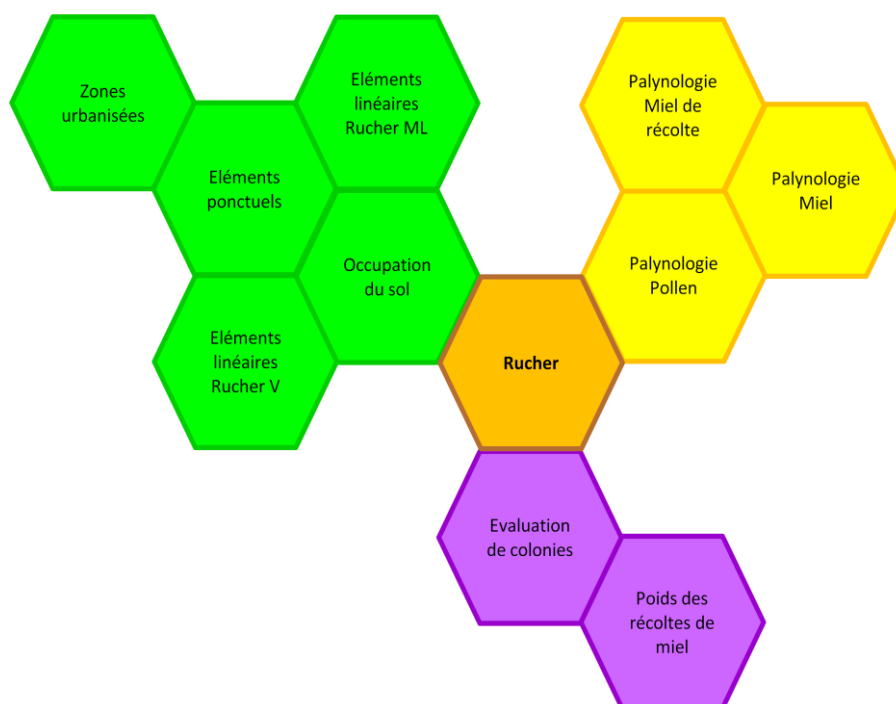 Zones
urbanisées
Eléments
linéaires
Rucher ML
Eléments
ponctuels
Occupation
du sol
Eléments
linéaires
Rucher V
Palynologie
Miel de
récolte
Palynologie
Miel
Palynologie
Pollen
Rucher
Evaluation
de colonies
Poids des
récoltes de
miel